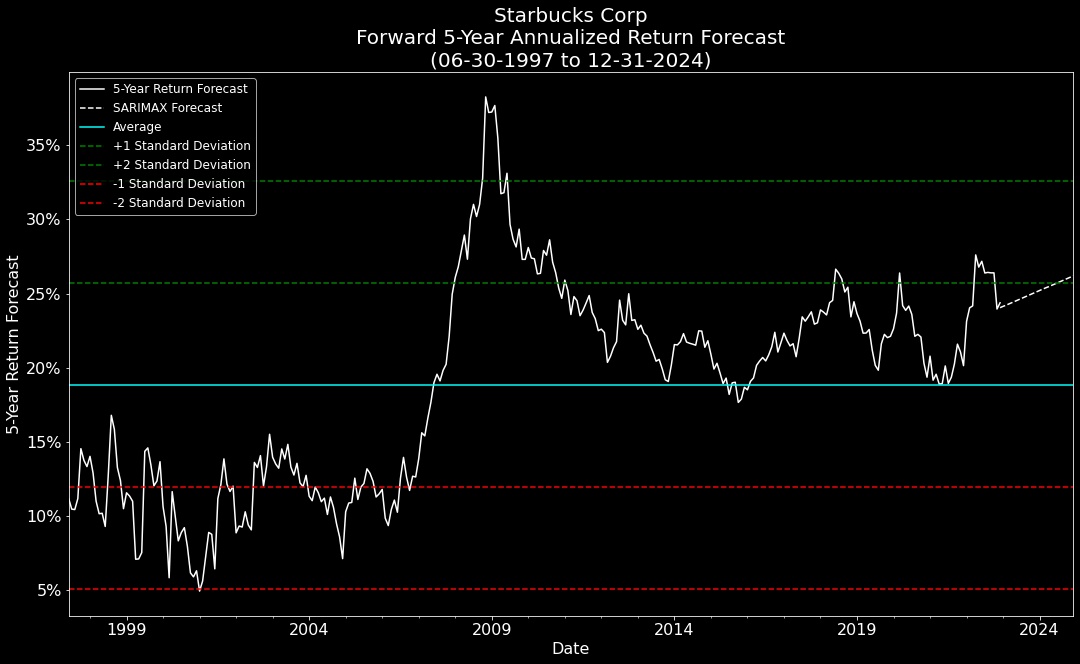 Starbucks Corp
Forward 5-Year Annualized Return Forecast
(06-30-1997 to 12-31-2024)
5-Year Return Forecast
SARIMAX Forecast
Average
+1 Standard Deviation
+2 Standard Deviation
-1 Standard Deviation
-2 Standard Deviation
5-Year Return Forecast
35%
30%
25%
20%
15%
10%
5%
1999
2004
2009
2014
2019
2024
Date